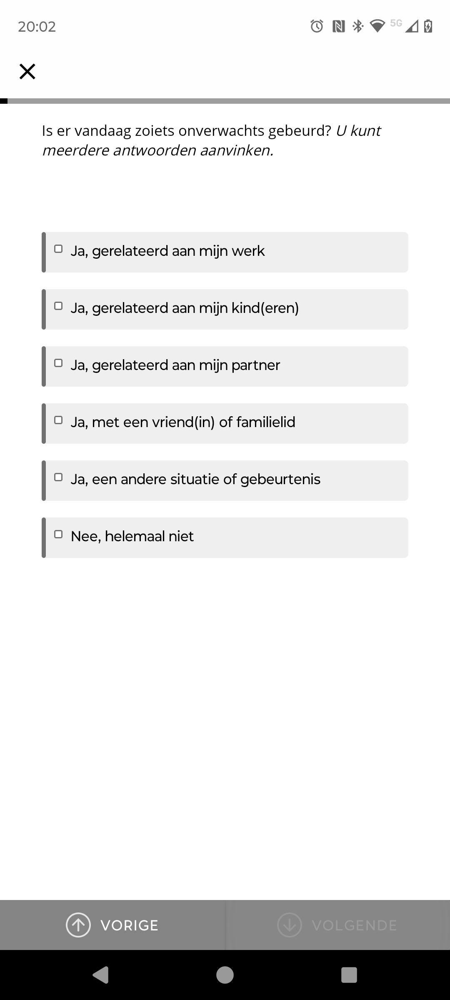 20:02
5G
Is er vandaag zoiets onverwachts gebeurd? U kunt
meerdere antwoorden aanvinken.
Ja, gerelateerd aan mijn werk
Ja, gerelateerd aan mijn kind(eren)
Ja, gerelateerd aan mijn partner
Ja, met een vriend(in) of familielid
Ja, een andere situatie of gebeurtenis
Nee, helemaal niet
VORIGE
VOLGENDE